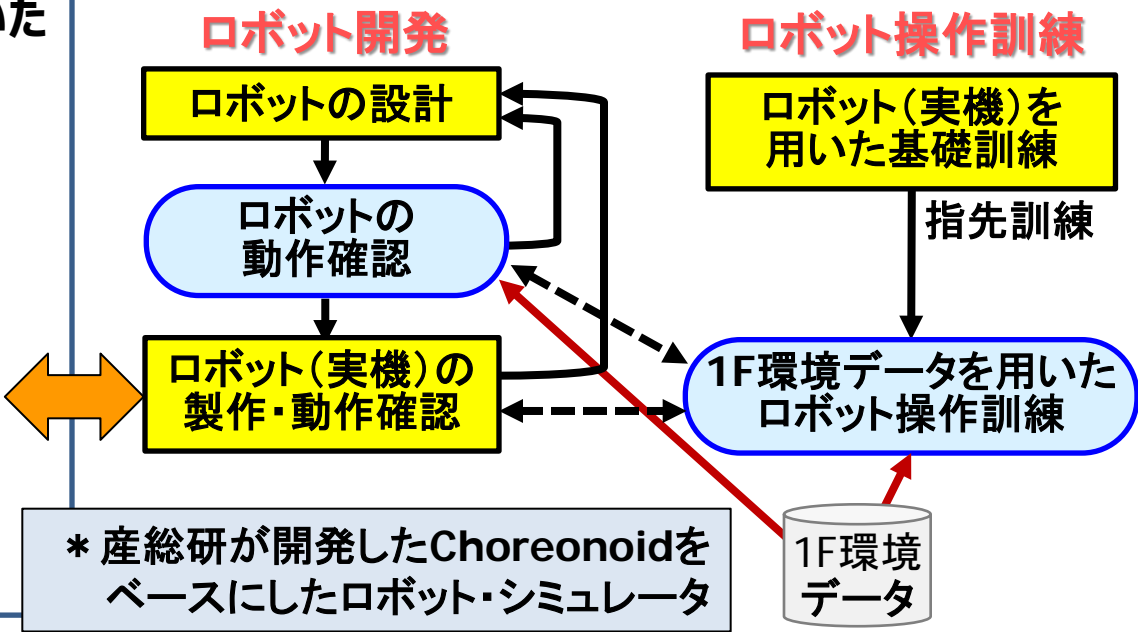 いた
ロボット開発
ロボットの設計
ロボットの
動作確認
ロボット(実機)の
製作・動作確認
ロボット操作訓練
ロボット(実機)を
用いた基礎訓練
指先訓練
1F環境データを用いた
ロボット操作訓練
1F環境
データ
*産総研が開発したChoreonoidを
ベースにしたロボット・シミュレータ